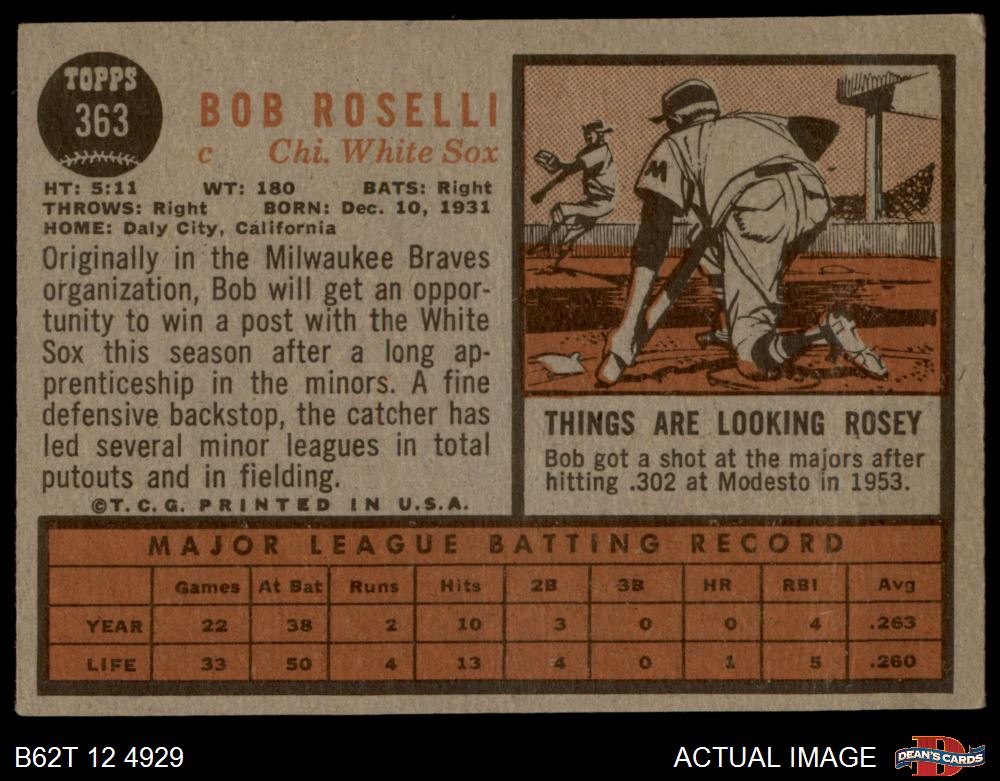 TOPPS
363
BOB ROSELLI
c Chi. White Sox
HT: 5:11 WT: 180 BATS: Right
THROWS: Right BORN: Dec. 10, 1931
HOME: Daly City, California
Originally in the Milwaukee Braves
organization, Bob will get an oppor-
tunity to win a post with the White
Sox this season after a long ap-
prenticeship in the minors. A fine
defensive backstop, the catcher has
led several minor leagues in total
putouts and in fielding.
©T.C.G. PRINTED IN U.S.A.
M
THINGS ARE LOOKING ROSEY
Bob got a shot at the majors after
hitting .302 at Modesto in 1953.
MAJOR LEAGUE BATTING RECORD
Games At Bat Runs Hits 2B 3B HR RBI Avg
YEAR 22 38 2 10 3 0 0 4 .263
LIFE 33 50 4 13 4 0 1 5 .260
B62T 12 4929 ACTUAL IMAGE
D
DEAN'S CARDS